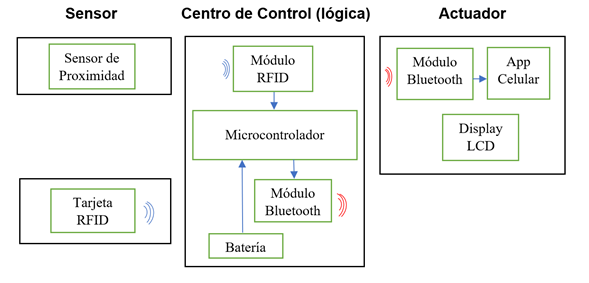 Sensor
Centro de Control (lógica)
Actuador
Sensor de
Proximidad
Tarjeta
RFID
Módulo
RFID
Microcontrolador
Módulo
Bluetooth
Batería
Módulo
Bluetooth
App
Celular
Display
LCD